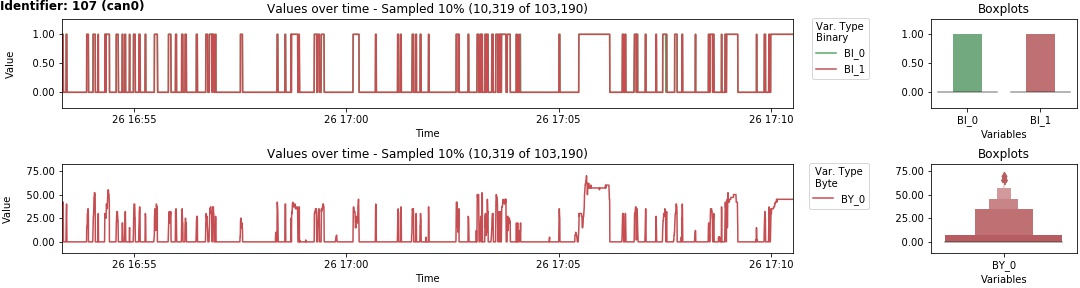 Identifier: 107 (can0)
Values over time - Sampled 10% (10,319 of 103,190)
Value
1.00
0.50
0.00
26 16:55
26 17:00
26 17:05
26 17:10
Time
Var. Type
Binary
BI_0
BI_1
Boxplots
1.00
0.50
0.00
BI_0
BI_1
Variables
Values over time - Sampled 10% (10,319 of 103,190)
Value
75.00
50.00
25.00
0.00
26 16:55
26 17:00
26 17:05
26 17:10
Time
Var. Type
Byte
BY_0
Boxplots
75.00
50.00
25.00
0.00
BY_0
Variables